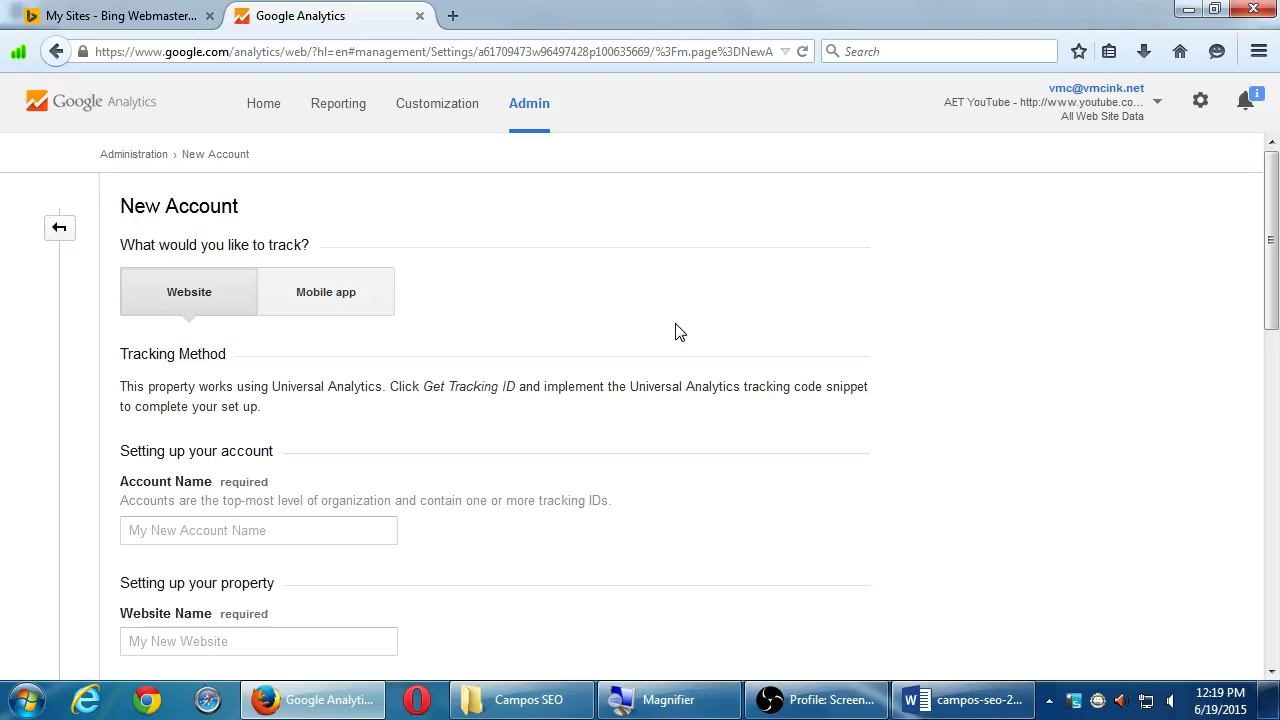 My Sites - Bing Webmaster...
Google Analytics
https://www.google.com/analytics/web/?hl=en#management/Settings/a61709473w96497428p100635669/%3Fm.page%3DNewA
Search
Google Analytics
Home
Reporting
Customization
Admin
vmc@vmcink.net
AET YouTube - http://www.youtube.co...
All Web Site Data
Administration › New Account
New Account
What would you like to track?
Website
Mobile app
Tracking Method
This property works using Universal Analytics. Click Get Tracking ID and implement the Universal Analytics tracking code snippet
to complete your set up.
Setting up your account
Account Name required
Accounts are the top-most level of organization and contain one or more tracking IDs.
My New Account Name
Setting up your property
Website Name required
My New Website
Google Analyti...
Campos SEO
Magnifier
Profile: Screen...
campos-seo-2...
12:19 PM
6/19/2015